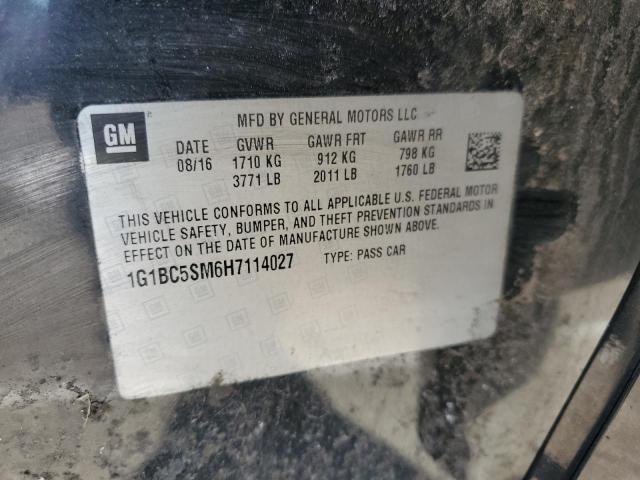 GM
MFD BY GENERAL MOTORS LLC
DATE GVWR GAWR FRT GAWR RR
08/16 1710 KG 912 KG 798 KG
3771 LB 2011 LB 1760 LB
THIS VEHICLE CONFORMS TO ALL APPLICABLE U.S. FEDERAL MOTOR
VEHICLE SAFETY, BUMPER, AND THEFT PREVENTION STANDARDS IN
EFFECT ON THE DATE OF MANUFACTURE SHOWN ABOVE.
1G1BC5SM6H7114027 TYPE: PASS CAR